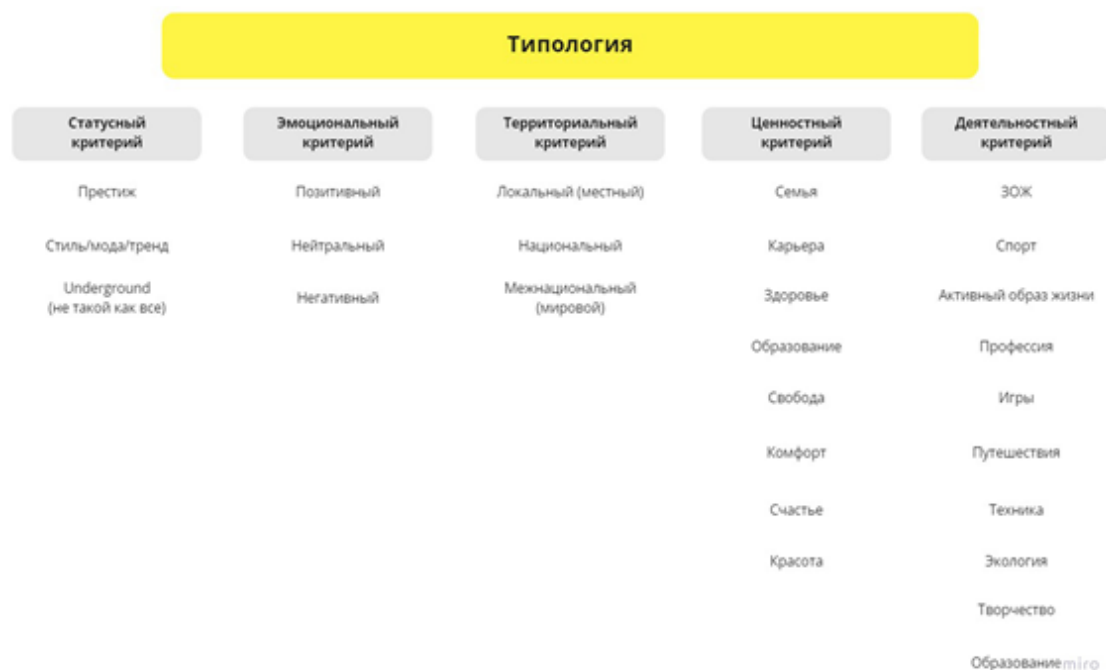 Типология
Статусный
критерий
Престиж
Стиль/мода/тренд
Underground
(не такой как все)
Эмоциональный
критерий
Позитивный
Нейтральный
Негативный
Территориальный
критерий
Локальный (местный)
Национальный
Межнациональный
(мировой)
Ценностный
критерий
Семья
Карьера
Здоровье
Образование
Свобода
Комфорт
Счастье
Красота
Деятельностный
критерий
ЗОЖ
Спорт
Активный образ жизни
Профессия
Игры
Путешествия
Техника
Экология
Творчество
Образование
miro